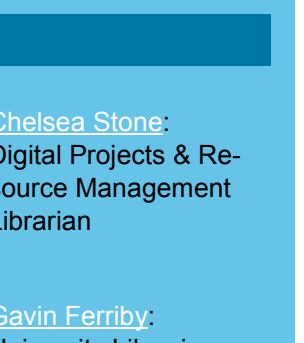 Chelsea Stone:
Digital Projects & Re-
source Management
Librarian
Gavin Ferriby: